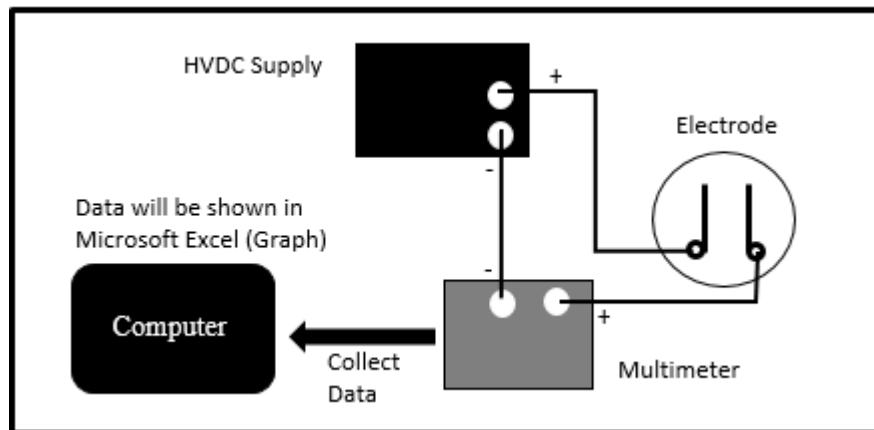 HVDC Supply
+
Electrode
-
Data will be shown in
Microsoft Excel (Graph)
-
Computer
+
Collect
Data
Multimeter